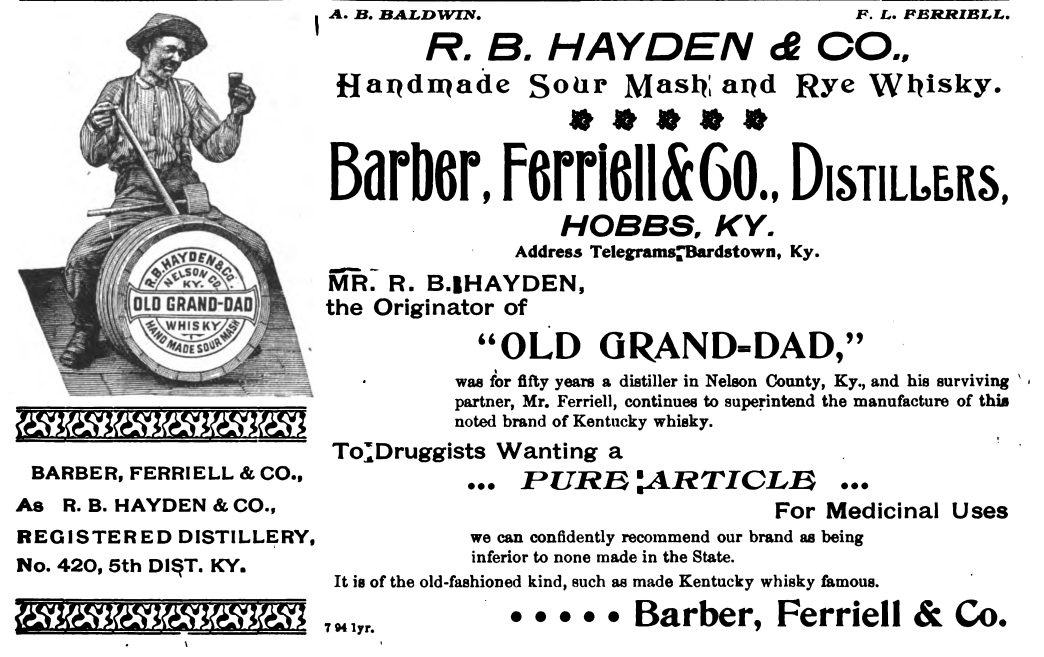 A. B. BALDWIN. F. L. FERRIELL.
R. B. HAYDEN & CO.,
Handmade Sour Mash and Rye Whisky.
Barber, Ferriell & Co., DISTILLERS,
HOBBS, KY.
Address Telegrams, Bardstown, Ky.
R.B. HAYDEN & CO.
NELSON CO.
KY.
OLD GRAND-DAD
WHISKY
HAND MADE SOUR MASH
MR. R. B. HAYDEN,
the Originator of
“OLD GRAND-DAD,”
was for fifty years a distiller in Nelson County, Ky., and his surviving
partner, Mr. Ferriell, continues to superintend the manufacture of this
noted brand of Kentucky whisky.
To Druggists Wanting a
... PURE ARTICLE ...
For Medicinal Uses
we can confidently recommend our brand as being
inferior to none made in the State.
It is of the old-fashioned kind, such as made Kentucky whisky famous.
• • • • • Barber, Ferriell & Co.
7 94 1yr.
BARBER, FERRIELL & CO.,
As R. B. HAYDEN & CO.,
REGISTERED DISTILLERY,
No. 420, 5th DIST. KY.